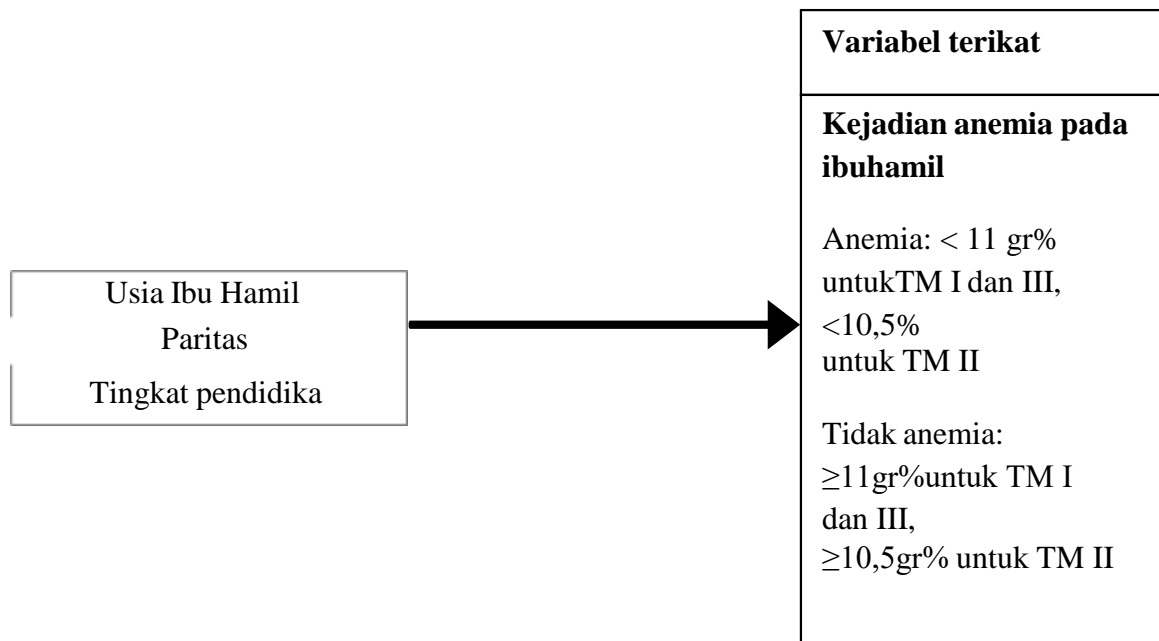 Usia Ibu Hamil
Paritas
Tingkat pendidika
Variabel terikat
Kejadian anemia pada
ibuhamil
Anemia: < 11 gr%
untukTM I dan III,
<10,5%
untuk TM II
Tidak anemia:
≥11gr%untuk TM I
dan III,
≥10,5gr% untuk TM II